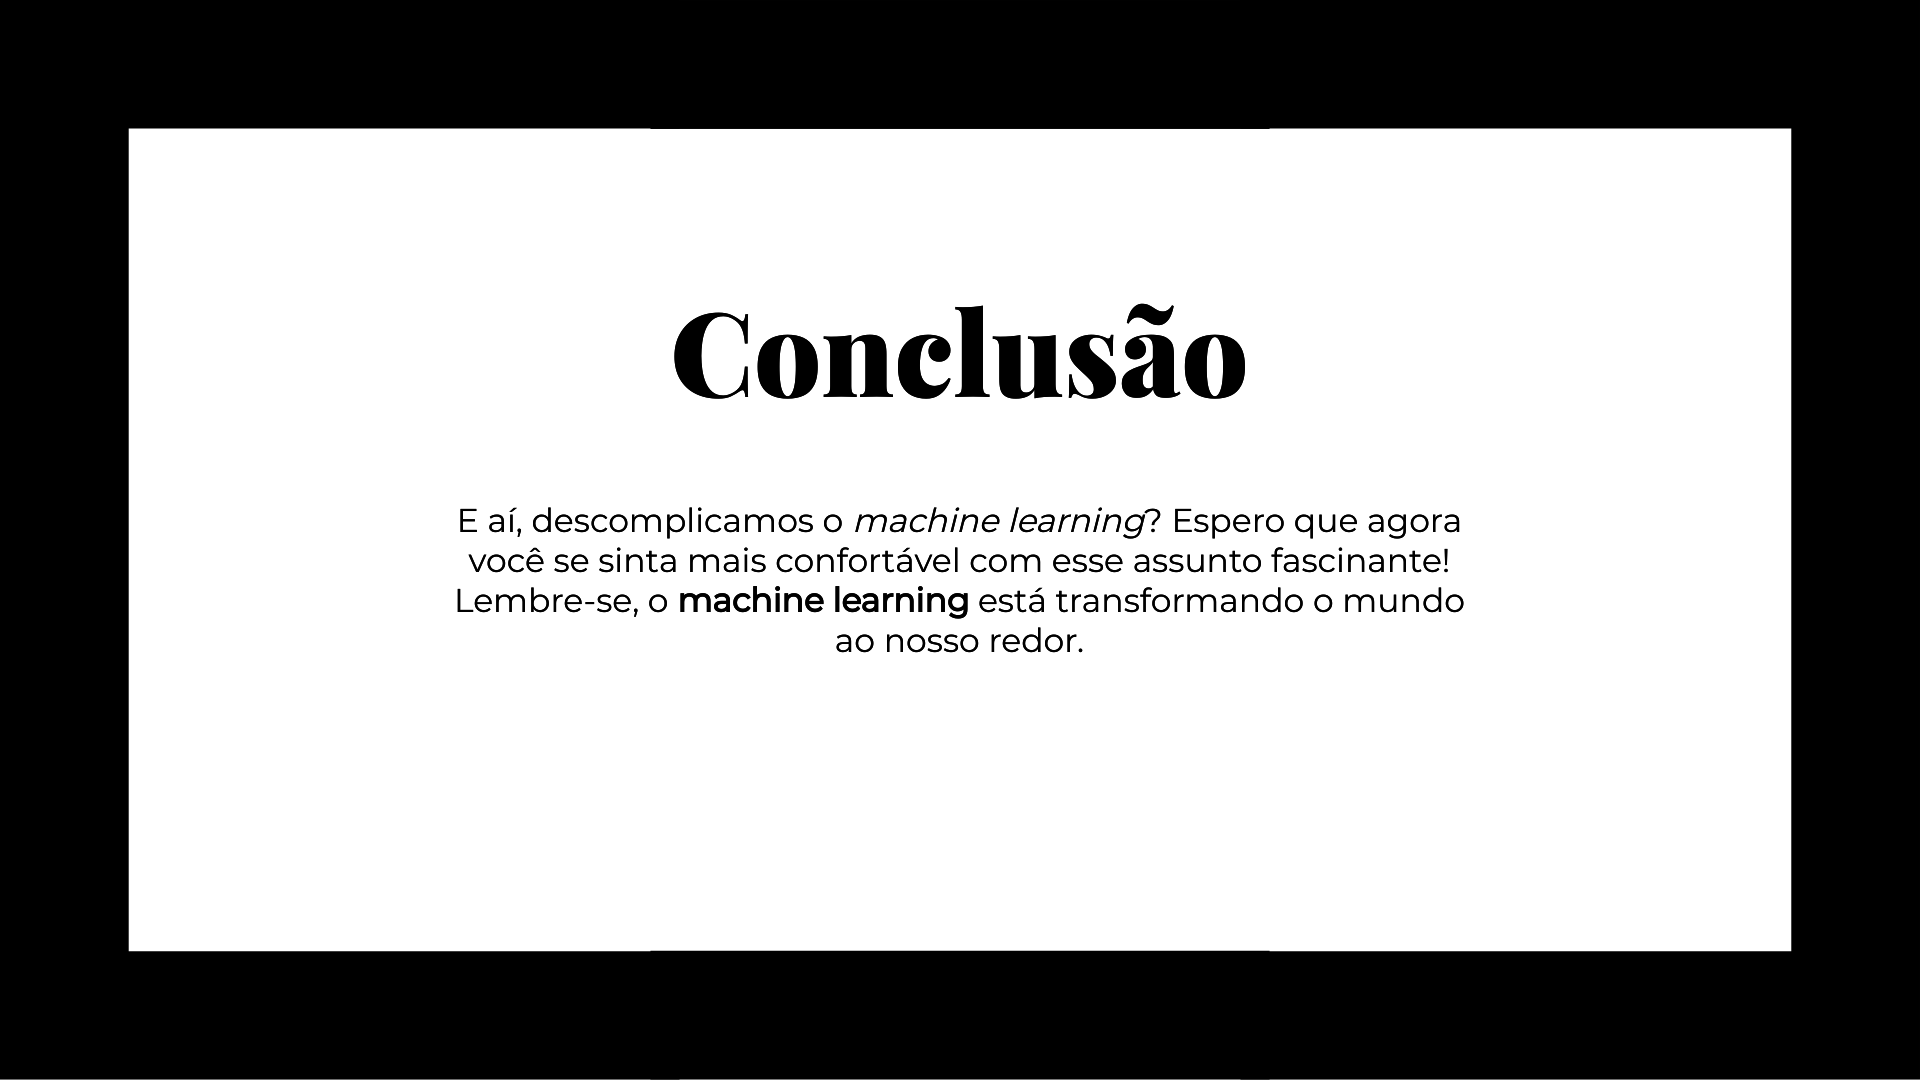 Conclusão
E aí, descomplicamos o machine learning? Espero que agora
você se sinta mais confortável com esse assunto fascinante!
Lembre-se, o machine learning está transformando o mundo
ao nosso redor.